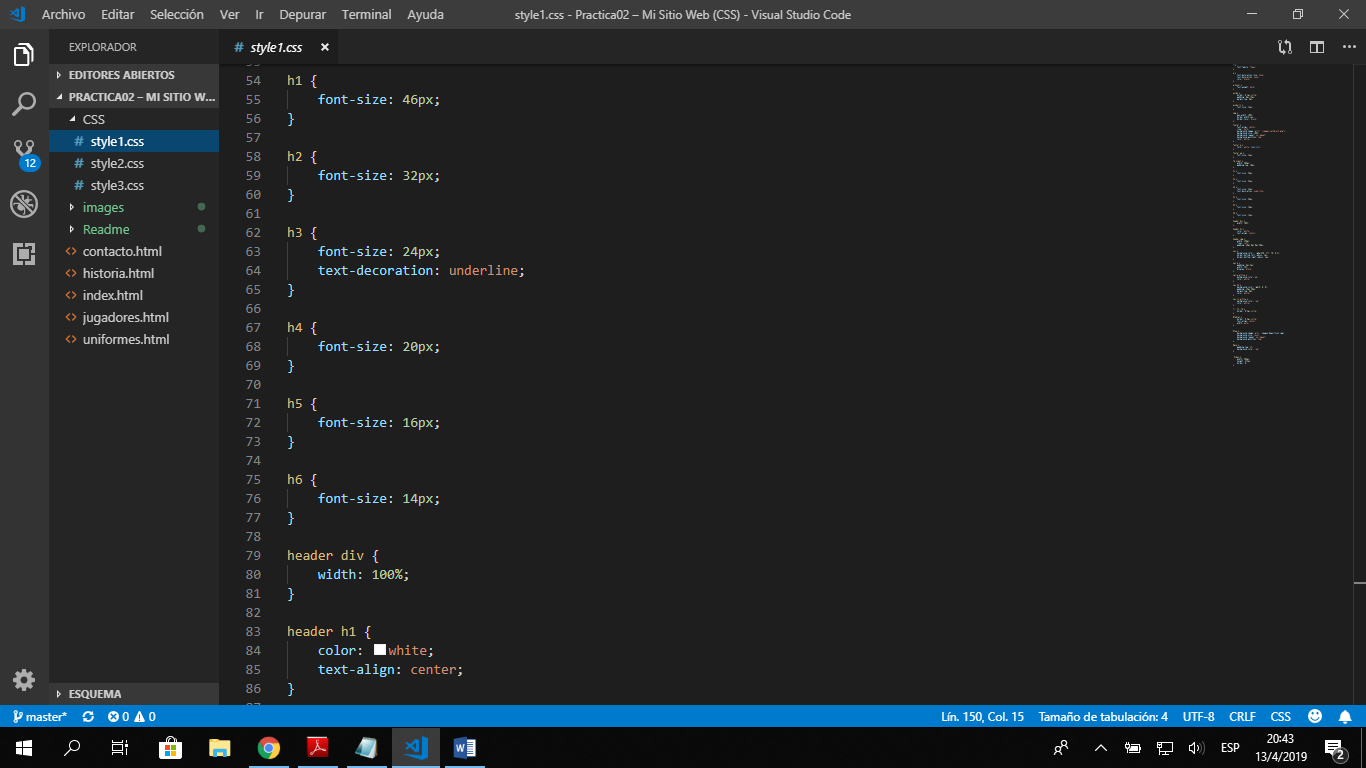 Archivo Editar Selección Ver Ir Depurar Terminal Ayuda
style1.css - Practica02 – Mi Sitio Web (CSS) - Visual Studio Code
EXPLORADOR
EDITORES ABIERTOS
PRACTICA02 – MI SITIO W...
CSS
# style1.css
# style2.css
# style3.css
images
Readme
<> contacto.html
<> historia.html
<> index.html
<> jugadores.html
<> uniformes.html
ESQUEMA
12
# style1.css ×
54 h1 {
55 font-size: 46px;
56 }
57
58 h2 {
59 font-size: 32px;
60 }
61
62 h3 {
63 font-size: 24px;
64 text-decoration: underline;
65 }
66
67 h4 {
68 font-size: 20px;
69 }
70
71 h5 {
72 font-size: 16px;
73 }
74
75 h6 {
76 font-size: 14px;
77 }
78
79 header div {
80 width: 100%;
81 }
82
83 header h1 {
84 color: white;
85 text-align: center;
86 }
master* 0 0 Lín. 150, Col. 15 Tamaño de tabulación: 4 UTF-8 CRLF CSS
ESP
20:43
13/4/2019
2